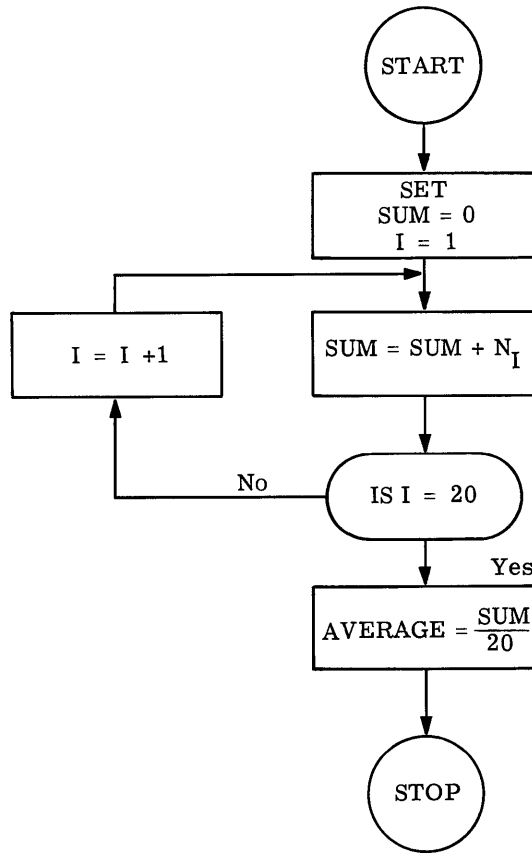 START
SET
SUM = 0
I = 1
I = I +1
SUM = SUM + N_I
No
IS I = 20
Yes
AVERAGE = SUM
20
STOP